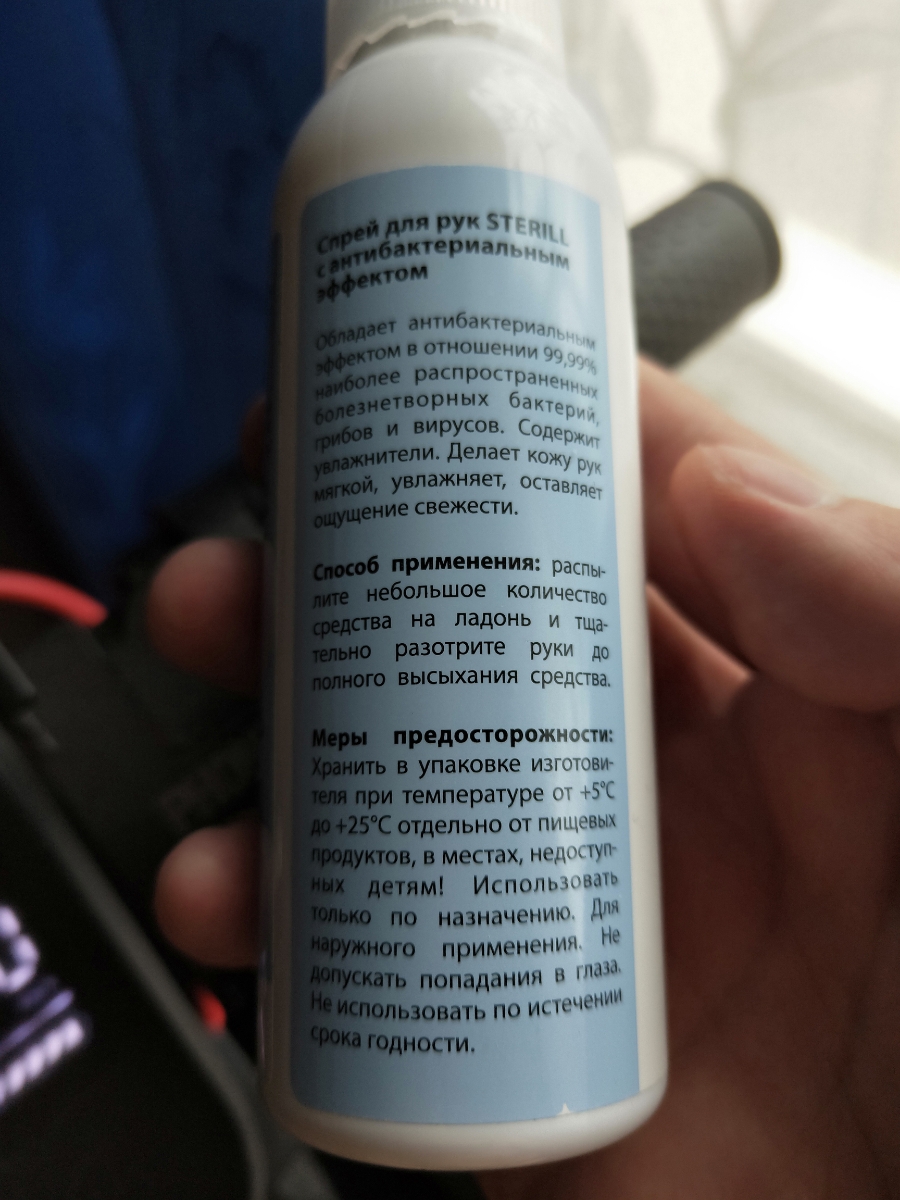 Спрей для рук STERILL
с антибактериальным
эффектом
Обладает антибактериальным
эффектом в отношении 99,99%
наиболее распространенных
болезнетворных бактерий,
грибов и вирусов. Содержит
увлажнители. Делает кожу рук
мягкой, увлажняет, оставляет
ощущение свежести.
Способ применения: распы-
лите небольшое количество
средства на ладонь и тща-
тельно разотрите руки до
полного высыхания средства.
Меры предосторожности:
Хранить в упаковке изготови-
теля при температуре от +5°С
до +25°С отдельно от пищевых
продуктов, в местах, недоступ-
ных детям! Использовать
только по назначению. Для
наружного применения. Не
допускать попадания в глаза.
Не использовать по истечении
срока годности.